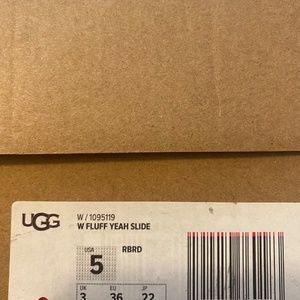 UGG
W / 1095119
W FLUFF YEAH SLIDE
USA
5
RBRD
UK
3
EU
36
JP
22